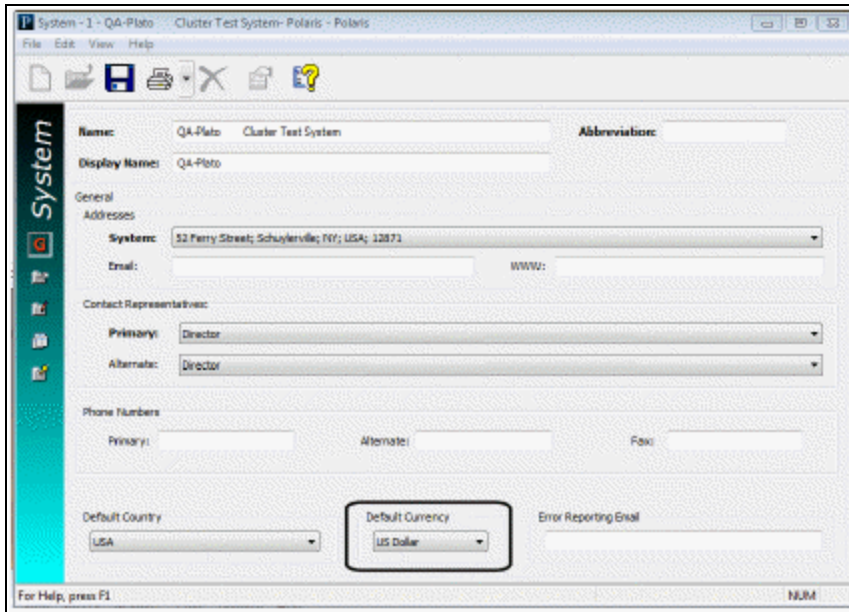 System - 1 - QA-Plato Cluster Test System- Polaris - Polaris
File Edit View Help
System
Name: QA-Plato Cluster Test System Abbreviation:
Display Name: QA-Plato
General
Addresses
System: 52 Ferry Street; Schuylerville; NY; USA; 12871
Email: WWW:
Contact Representatives:
Primary: Director
Alternate: Director
Phone Numbers
Primary: Alternate: Fax:
Default Country Default Currency Error Reporting Email
USA US Dollar
For Help, press F1 NUM